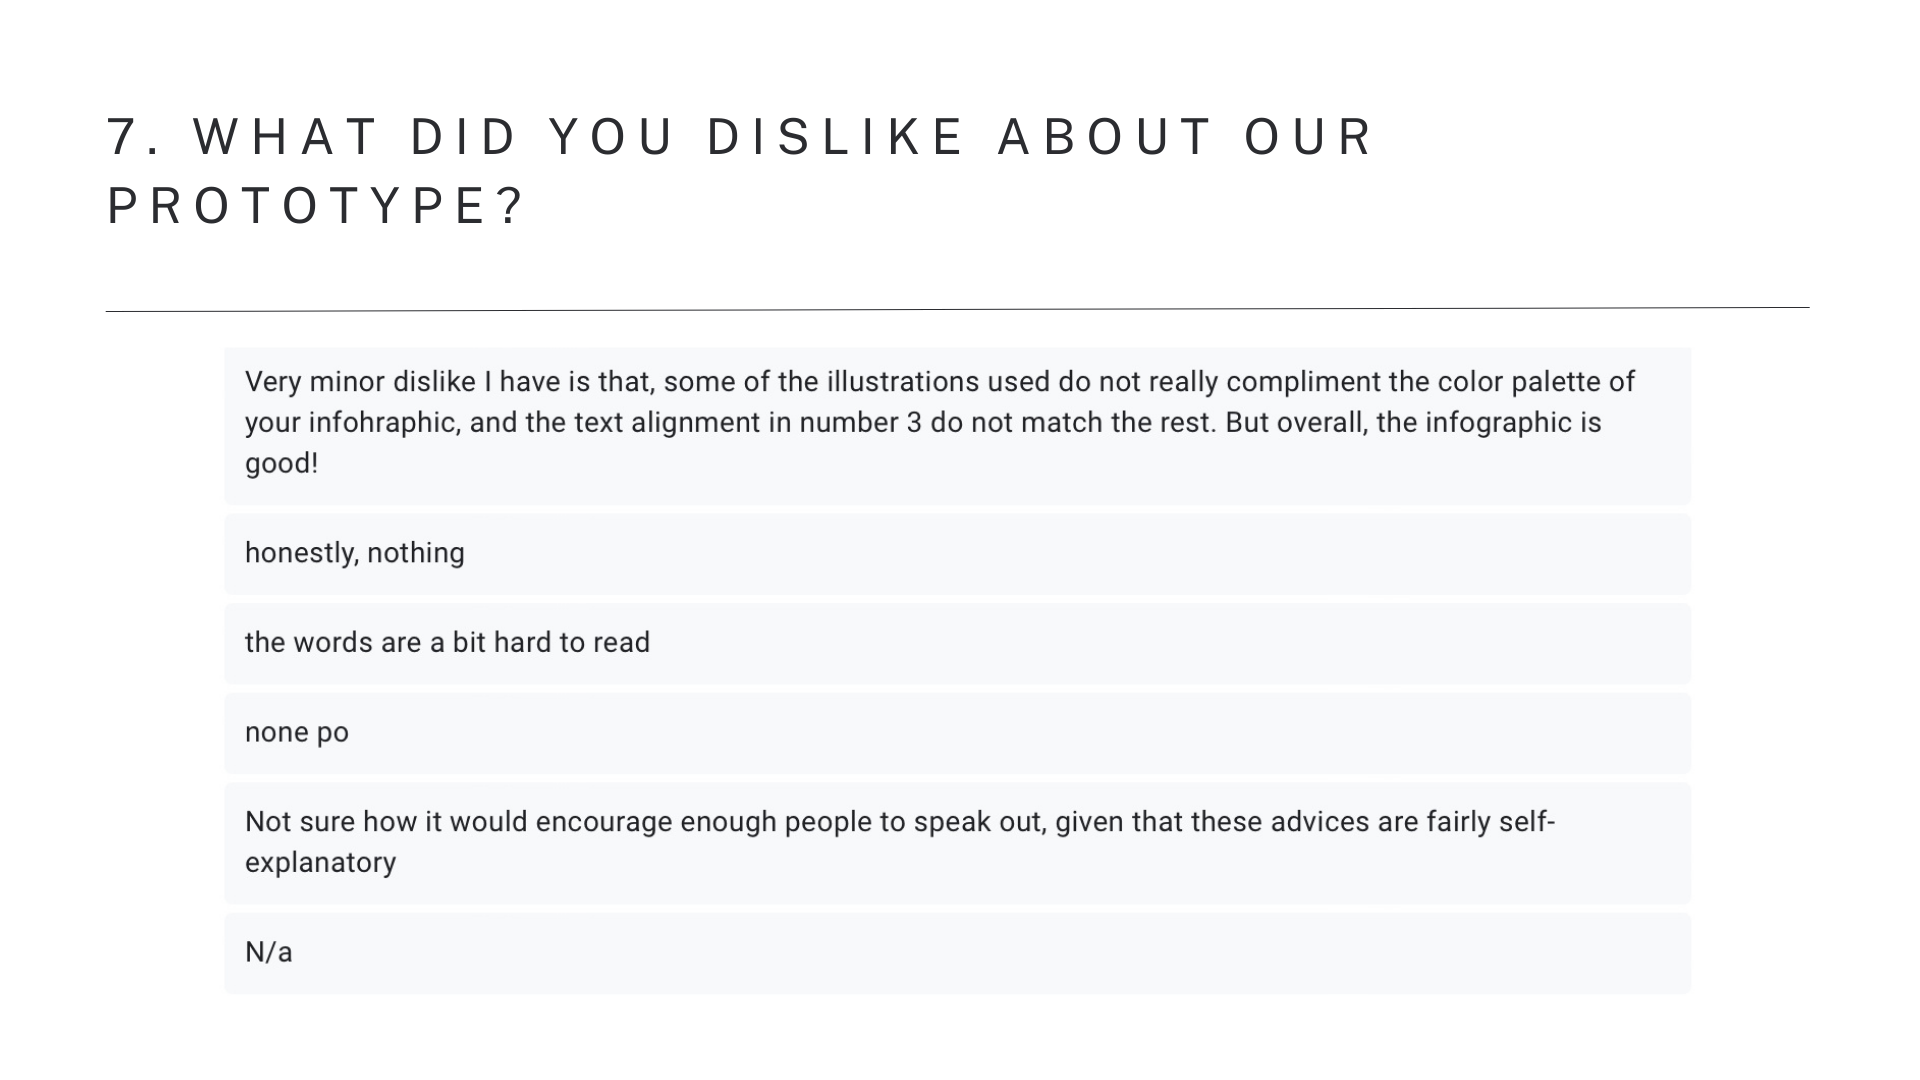 7. WHAT DID YOU DISLIKE ABOUT OUR
PROTOTYPE?
Very minor dislike I have is that, some of the illustrations used do not really compliment the color palette of
your infohraphic, and the text alignment in number 3 do not match the rest. But overall, the infographic is
good!
honestly, nothing
the words are a bit hard to read
none po
Not sure how it would encourage enough people to speak out, given that these advices are fairly self-
explanatory
N/a